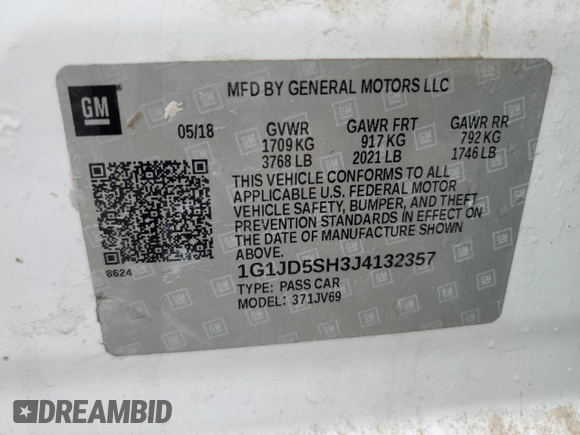 GM
MFD BY GENERAL MOTORS LLC
05/18 GVWR GAWR FRT GAWR RR
1709 KG 917 KG 792 KG
3768 LB 2021 LB 1746 LB
THIS VEHICLE CONFORMS TO ALL
APPLICABLE U.S. FEDERAL MOTOR
VEHICLE SAFETY, BUMPER, AND THEFT
PREVENTION STANDARDS IN EFFECT ON
THE DATE OF MANUFACTURE SHOWN
ABOVE.
8624
1G1JD5SH3J4132357
TYPE: PASS CAR
MODEL: 371JV69
DREAMBID